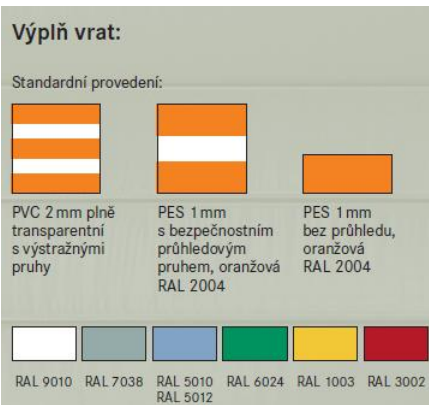 Výplň vrat:
Standardní provedení:
PVC 2 mm plně
transparentní
s výstražnými
pruhy
PES 1 mm
s bezpečnostním
průhledovým
pruhem, oranžová
RAL 2004
PES 1 mm
bez průhledu,
oranžová
RAL 2004
RAL 9010
RAL 7038
RAL 5010
RAL 5012
RAL 6024
RAL 1003
RAL 3002